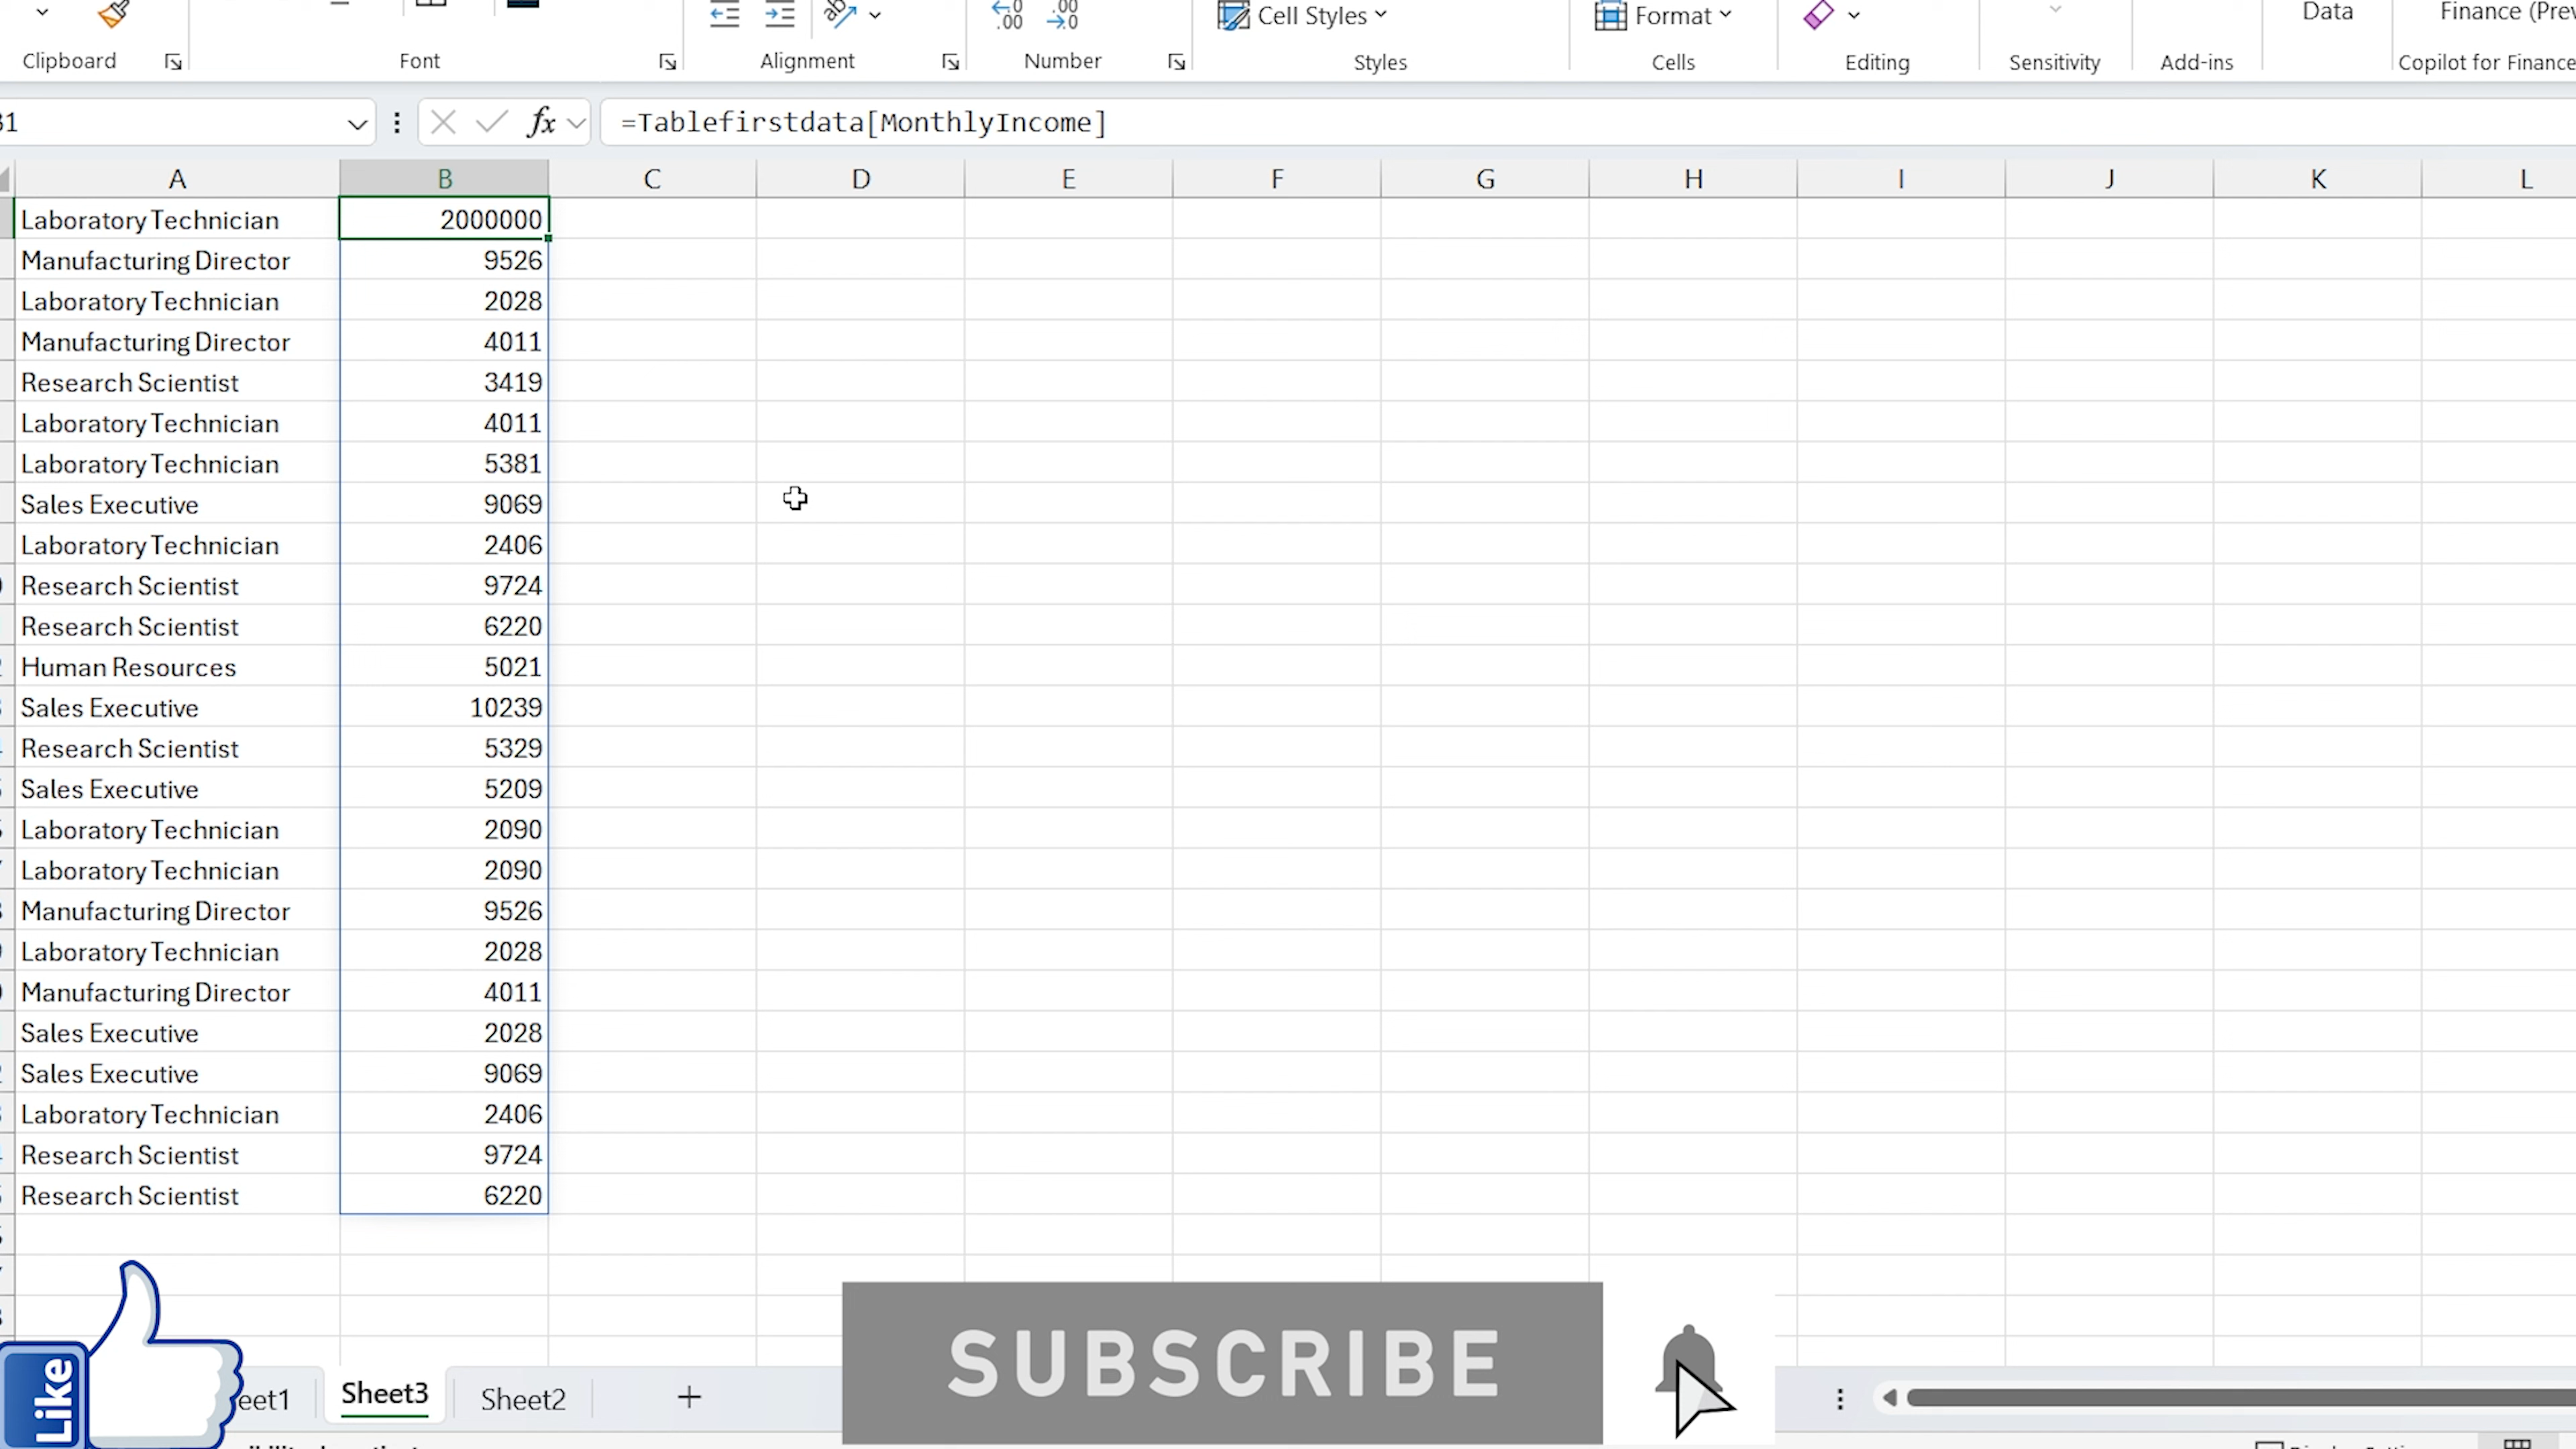 Cell Styles Format Data Finance (Prev
Clipboard Font Alignment Number Styles Cells Editing Sensitivity Add-ins Copilot for Finance
B1 fx =Tablefirstdata[MonthlyIncome]
A B C D E F G H I J K L
Laboratory Technician 2000000
Manufacturing Director 9526
Laboratory Technician 2028
Manufacturing Director 4011
Research Scientist 3419
Laboratory Technician 4011
Laboratory Technician 5381
Sales Executive 9069
Laboratory Technician 2406
Research Scientist 9724
Research Scientist 6220
Human Resources 5021
Sales Executive 10239
Research Scientist 5329
Sales Executive 5209
Laboratory Technician 2090
Laboratory Technician 2090
Manufacturing Director 9526
Laboratory Technician 2028
Manufacturing Director 4011
Sales Executive 2028
Sales Executive 9069
Laboratory Technician 2406
Research Scientist 9724
Research Scientist 6220
Like
eet1 Sheet3 Sheet2 +
SUBSCRIBE